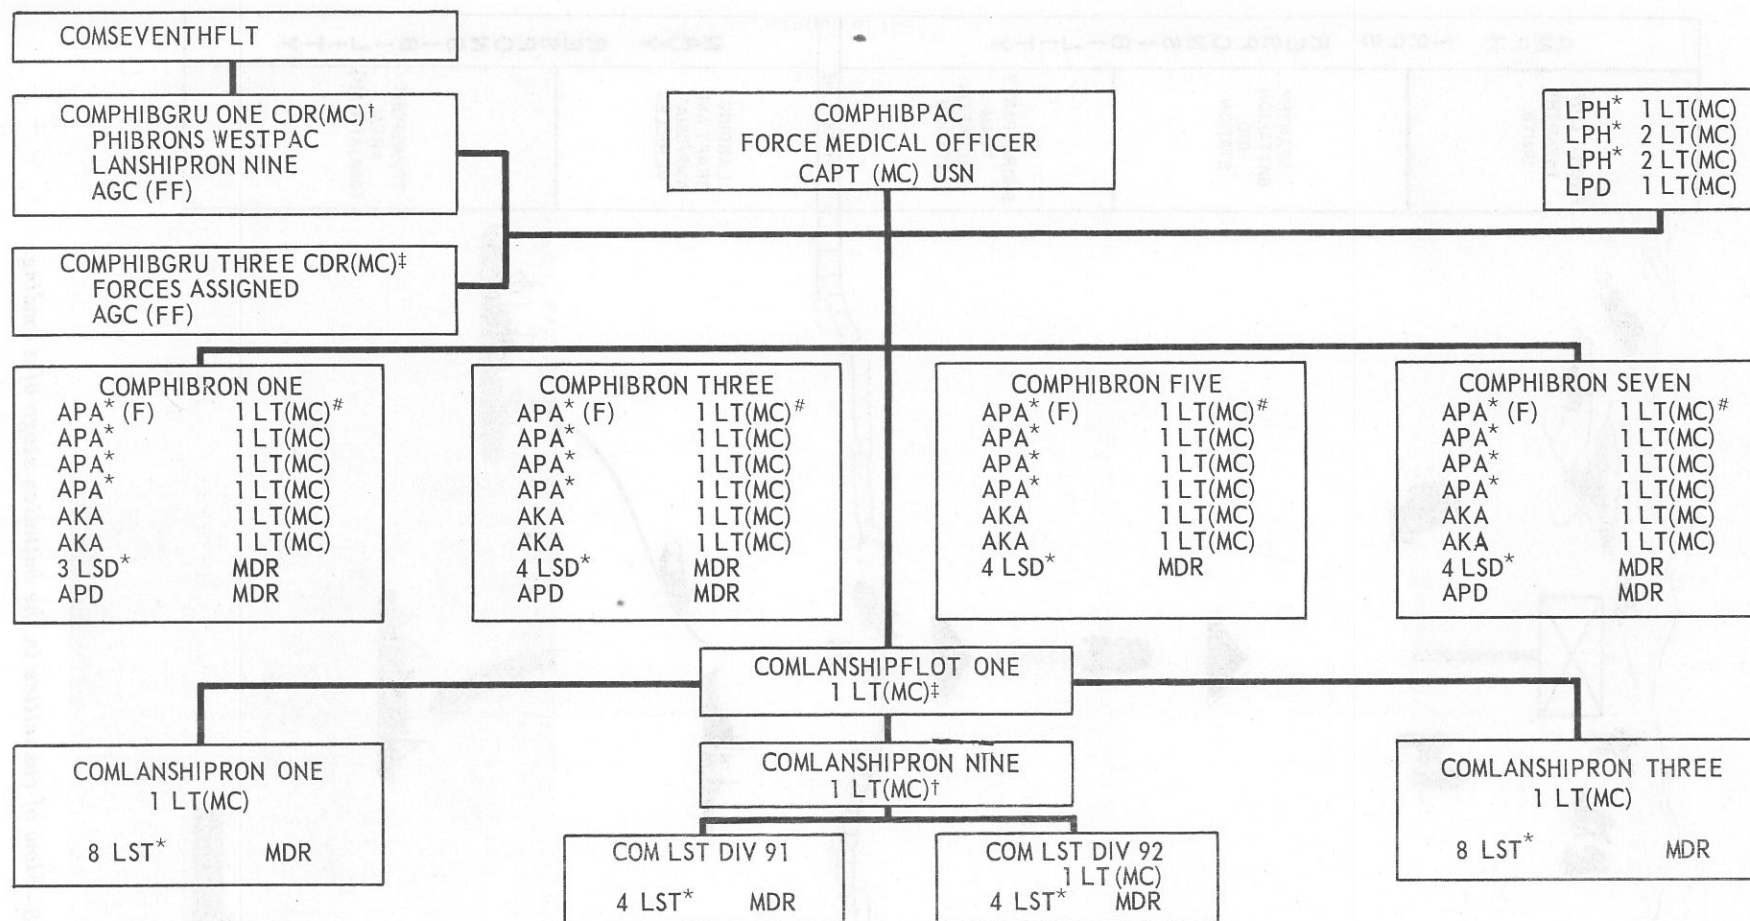 COMSEVENTHFLT
COMPHIBGRU ONE CDR(MC)†
PHIBRONS WESTPAC
LANSHIPRON NINE
AGC (FF)
COMPHIBPAC
FORCE MEDICAL OFFICER
CAPT (MC) USN
LPH* 1 LT(MC)
LPH* 2 LT(MC)
LPH* 2 LT(MC)
LPD 1 LT(MC)
COMPHIBGRU THREE CDR(MC)‡
FORCES ASSIGNED
AGC (FF)
COMPHIBRON ONE
APA* (F) 1 LT(MC)#
APA* 1 LT(MC)
APA* 1 LT(MC)
APA* 1 LT(MC)
AKA 1 LT(MC)
AKA 1 LT(MC)
3 LSD* MDR
APD MDR
COMPHIBRON THREE
APA* (F) 1 LT(MC)#
APA* 1 LT(MC)
APA* 1 LT(MC)
APA* 1 LT(MC)
AKA 1 LT(MC)
AKA 1 LT(MC)
4 LSD* MDR
APD MDR
COMPHIBRON FIVE
APA* (F) 1 LT(MC)#
APA* 1 LT(MC)
APA* 1 LT(MC)
APA* 1 LT(MC)
AKA 1 LT(MC)
AKA 1 LT(MC)
4 LSD* MDR
COMPHIBRON SEVEN
APA* (F) 1 LT(MC)#
APA* 1 LT(MC)
APA* 1 LT(MC)
APA* 1 LT(MC)
AKA 1 LT(MC)
AKA 1 LT(MC)
4 LSD* MDR
APD MDR
COMLANSHIPFLOT ONE
1 LT(MC)‡
COMLANSHIPRON ONE
1 LT(MC)
8 LST* MDR
COMLANSHIPRON NINE
1 LT(MC)†
COMLANSHIPRON THREE
1 LT(MC)
8 LST* MDR
COM LST DIV 91
4 LST* MDR
COM LST DIV 92
1 LT (MC)
4 LST* MDR